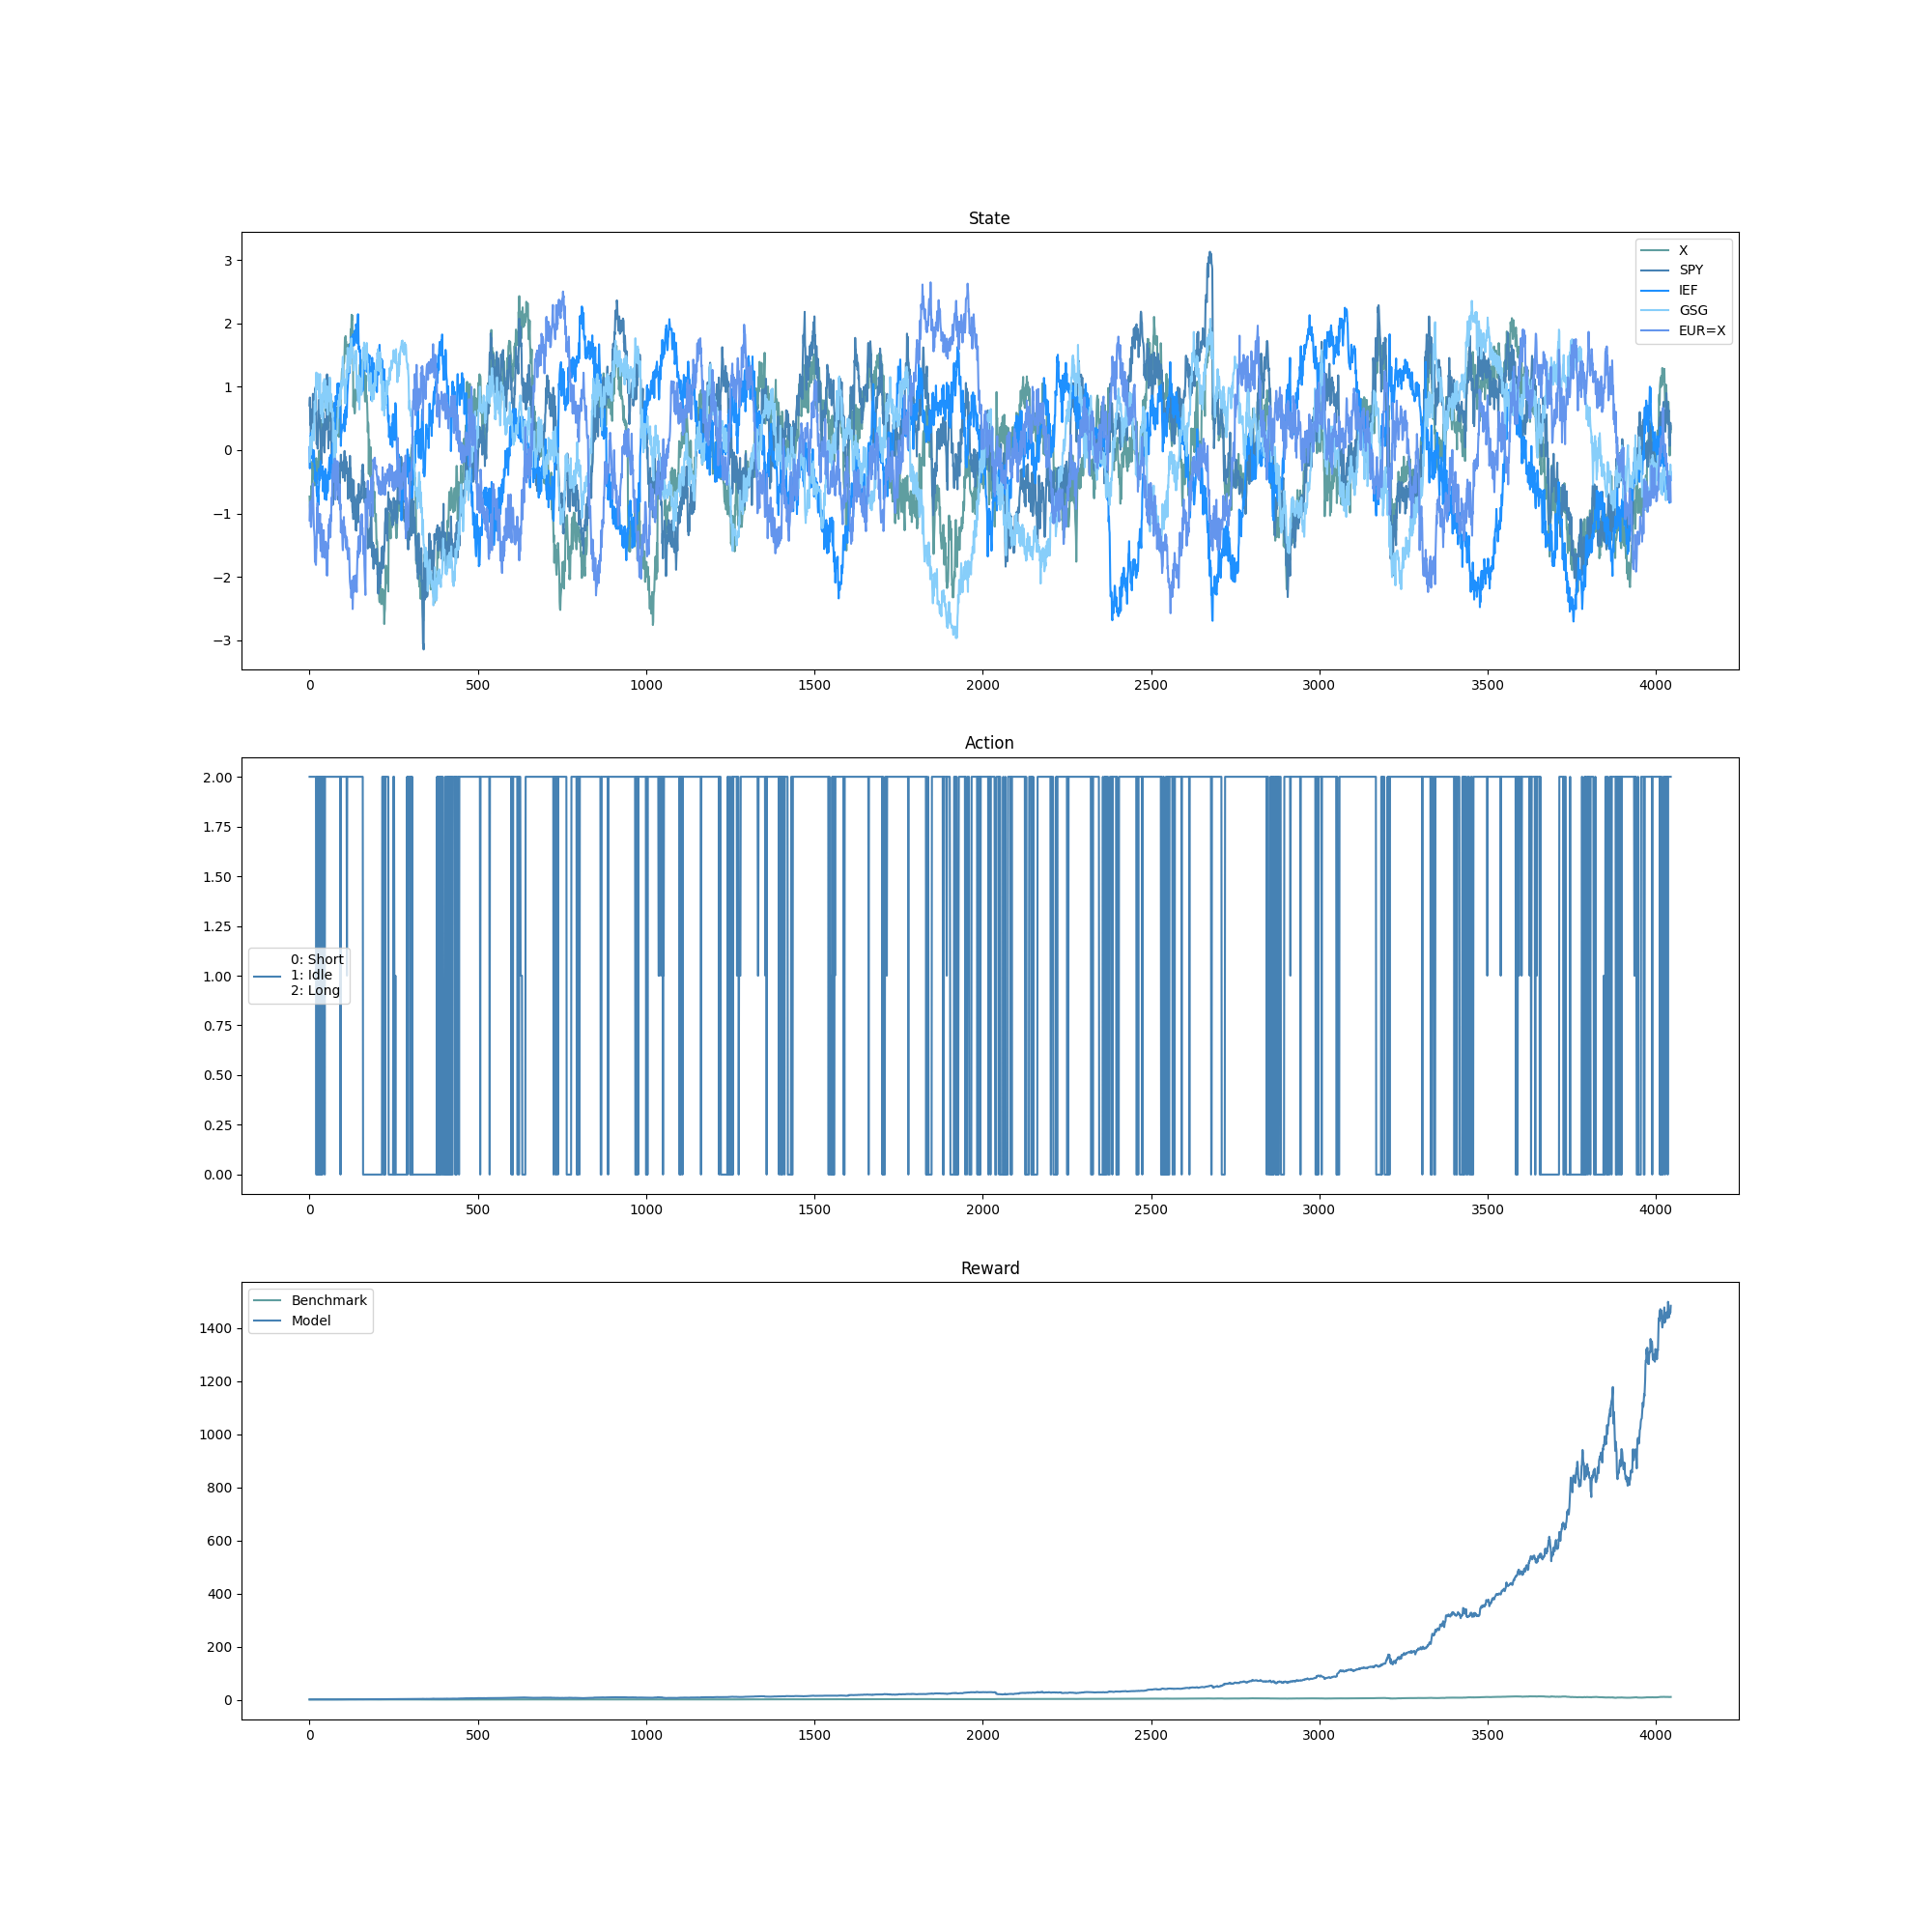 State
3
2
1
0
−1
−2
−3
X
SPY
IEF
GSG
EUR=X
0 500 1000 1500 2000 2500 3000 3500 4000
Action
2.00
1.75
1.50
1.25
1.00
0.75
0.50
0.25
0.00
0: Short
1: Idle
2: Long
0 500 1000 1500 2000 2500 3000 3500 4000
Reward
Benchmark
Model
1400
1200
1000
800
600
400
200
0
0 500 1000 1500 2000 2500 3000 3500 4000